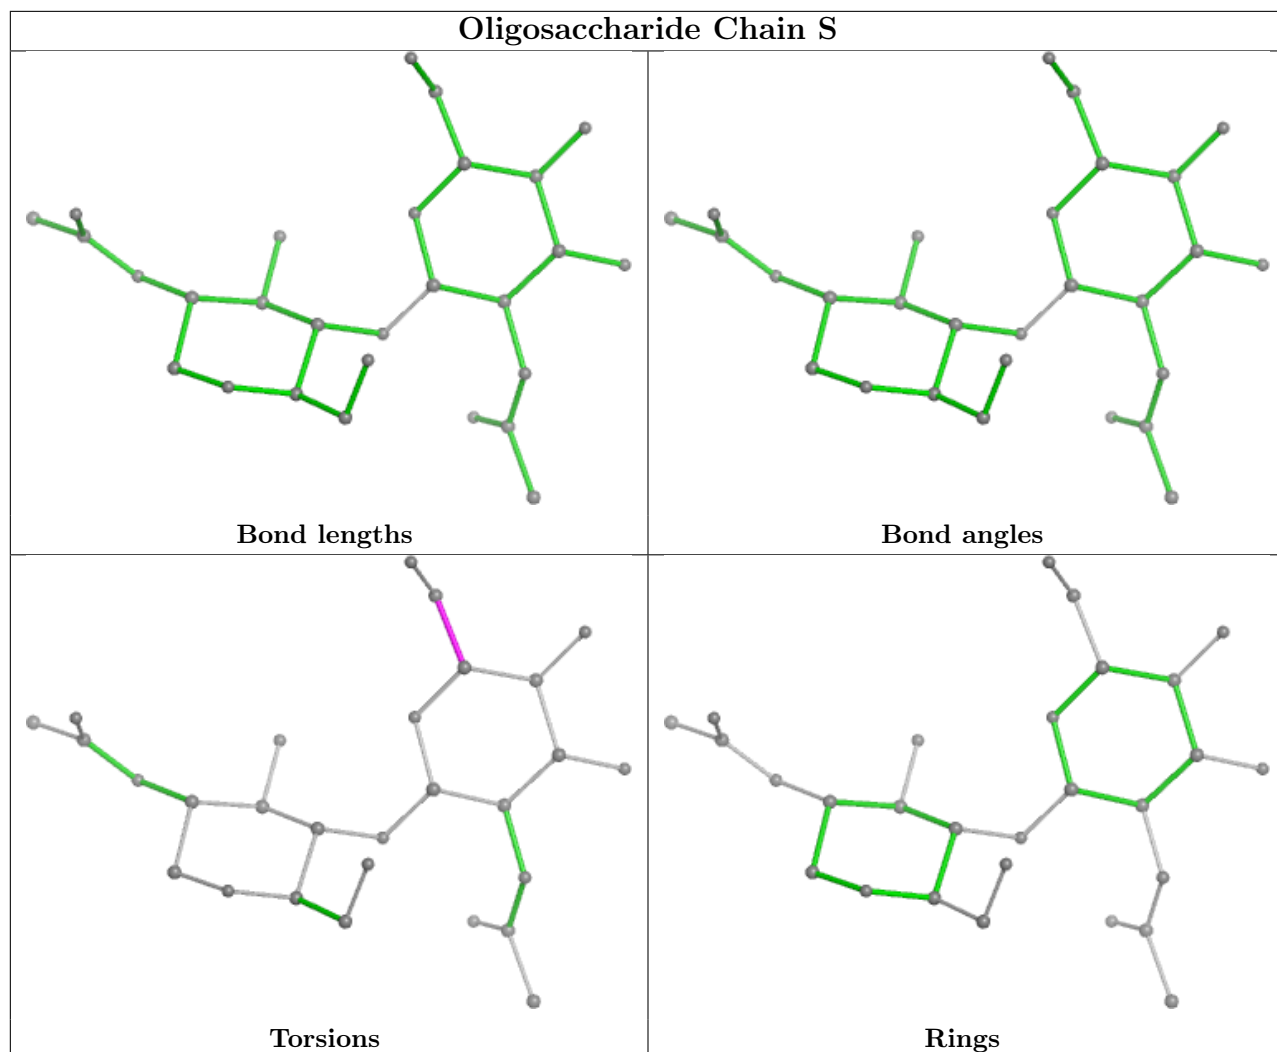 Oligosaccharide Chain S
Bond lengths
Bond angles
Torsions
Rings